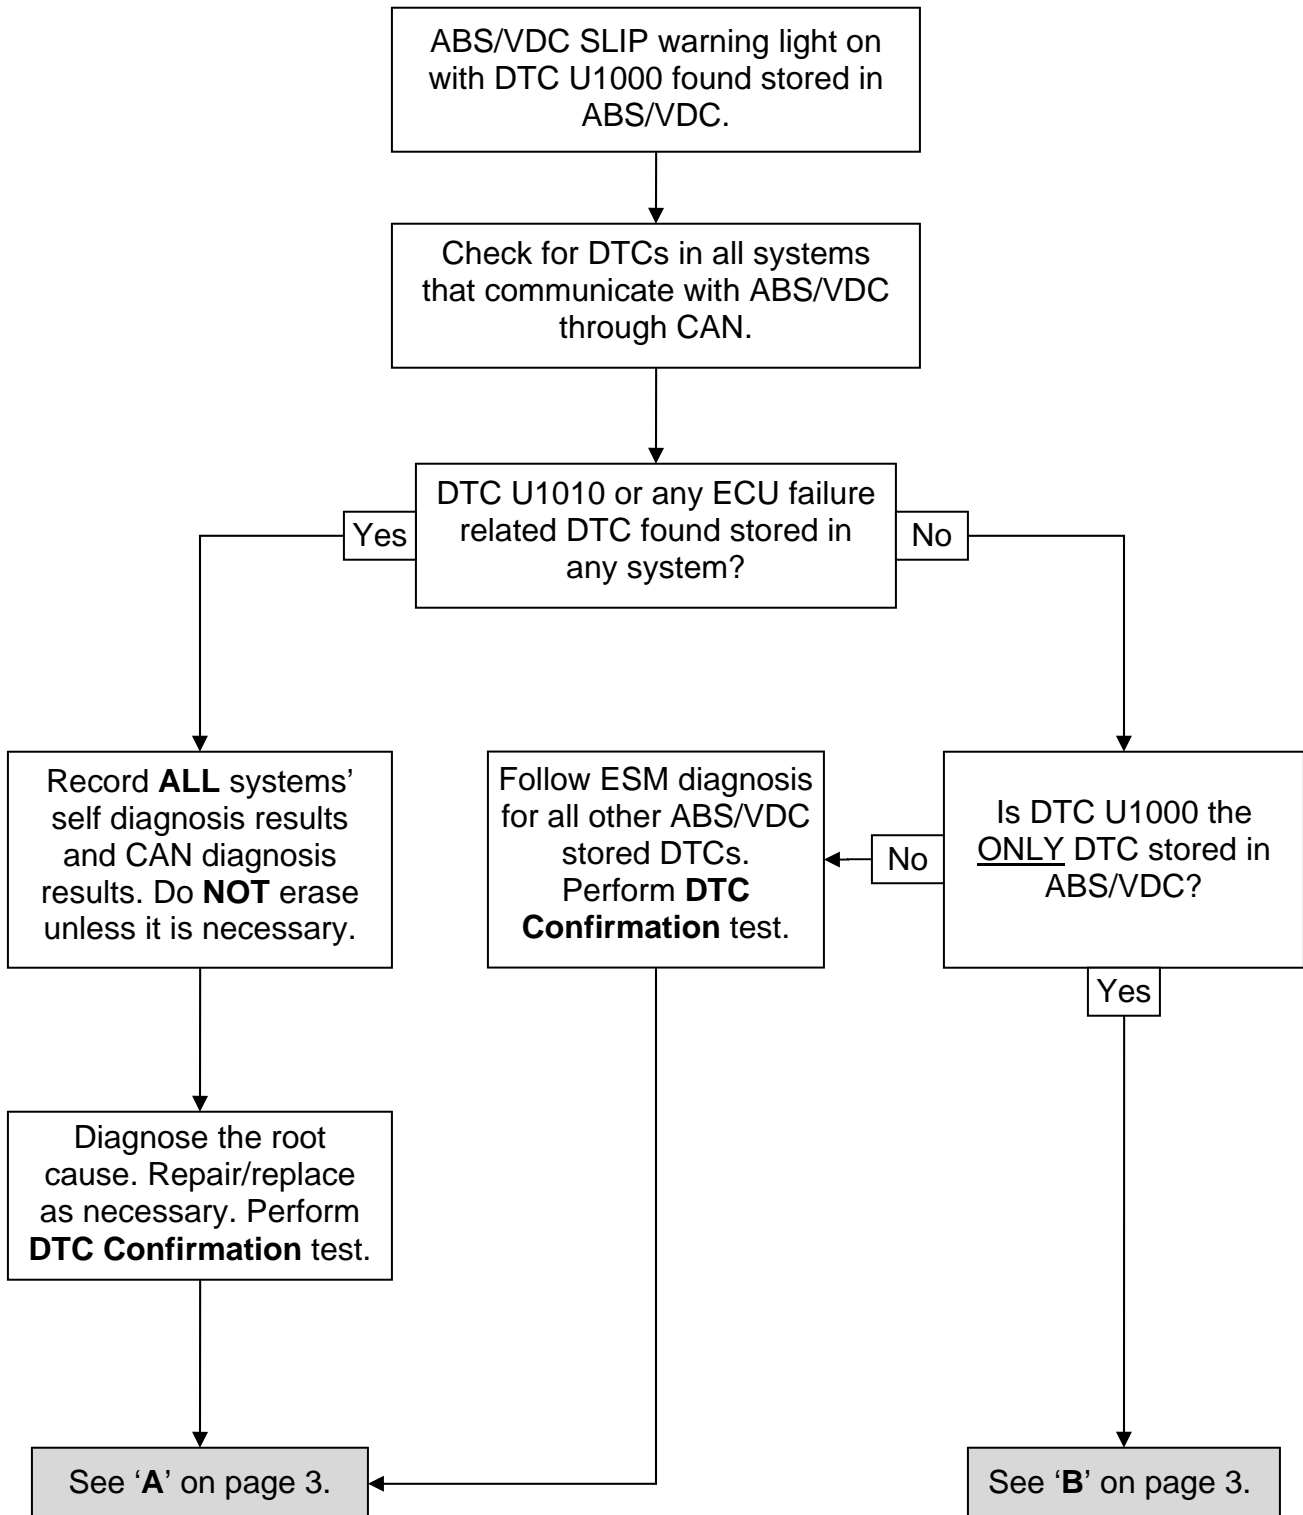 ABS/VDC SLIP warning light on
with DTC U1000 found stored in
ABS/VDC.
Check for DTCs in all systems
that communicate with ABS/VDC
through CAN.
DTC U1010 or any ECU failure
related DTC found stored in
any system?
Yes
No
Record ALL systems’
self diagnosis results
and CAN diagnosis
results. Do NOT erase
unless it is necessary.
Follow ESM diagnosis
for all other ABS/VDC
stored DTCs.
Perform DTC
Confirmation test.
No
Is DTC U1000 the
ONLY DTC stored in
ABS/VDC?
Yes
Diagnose the root
cause. Repair/replace
as necessary. Perform
DTC Confirmation test.
See ‘A’ on page 3.
See ‘B’ on page 3.